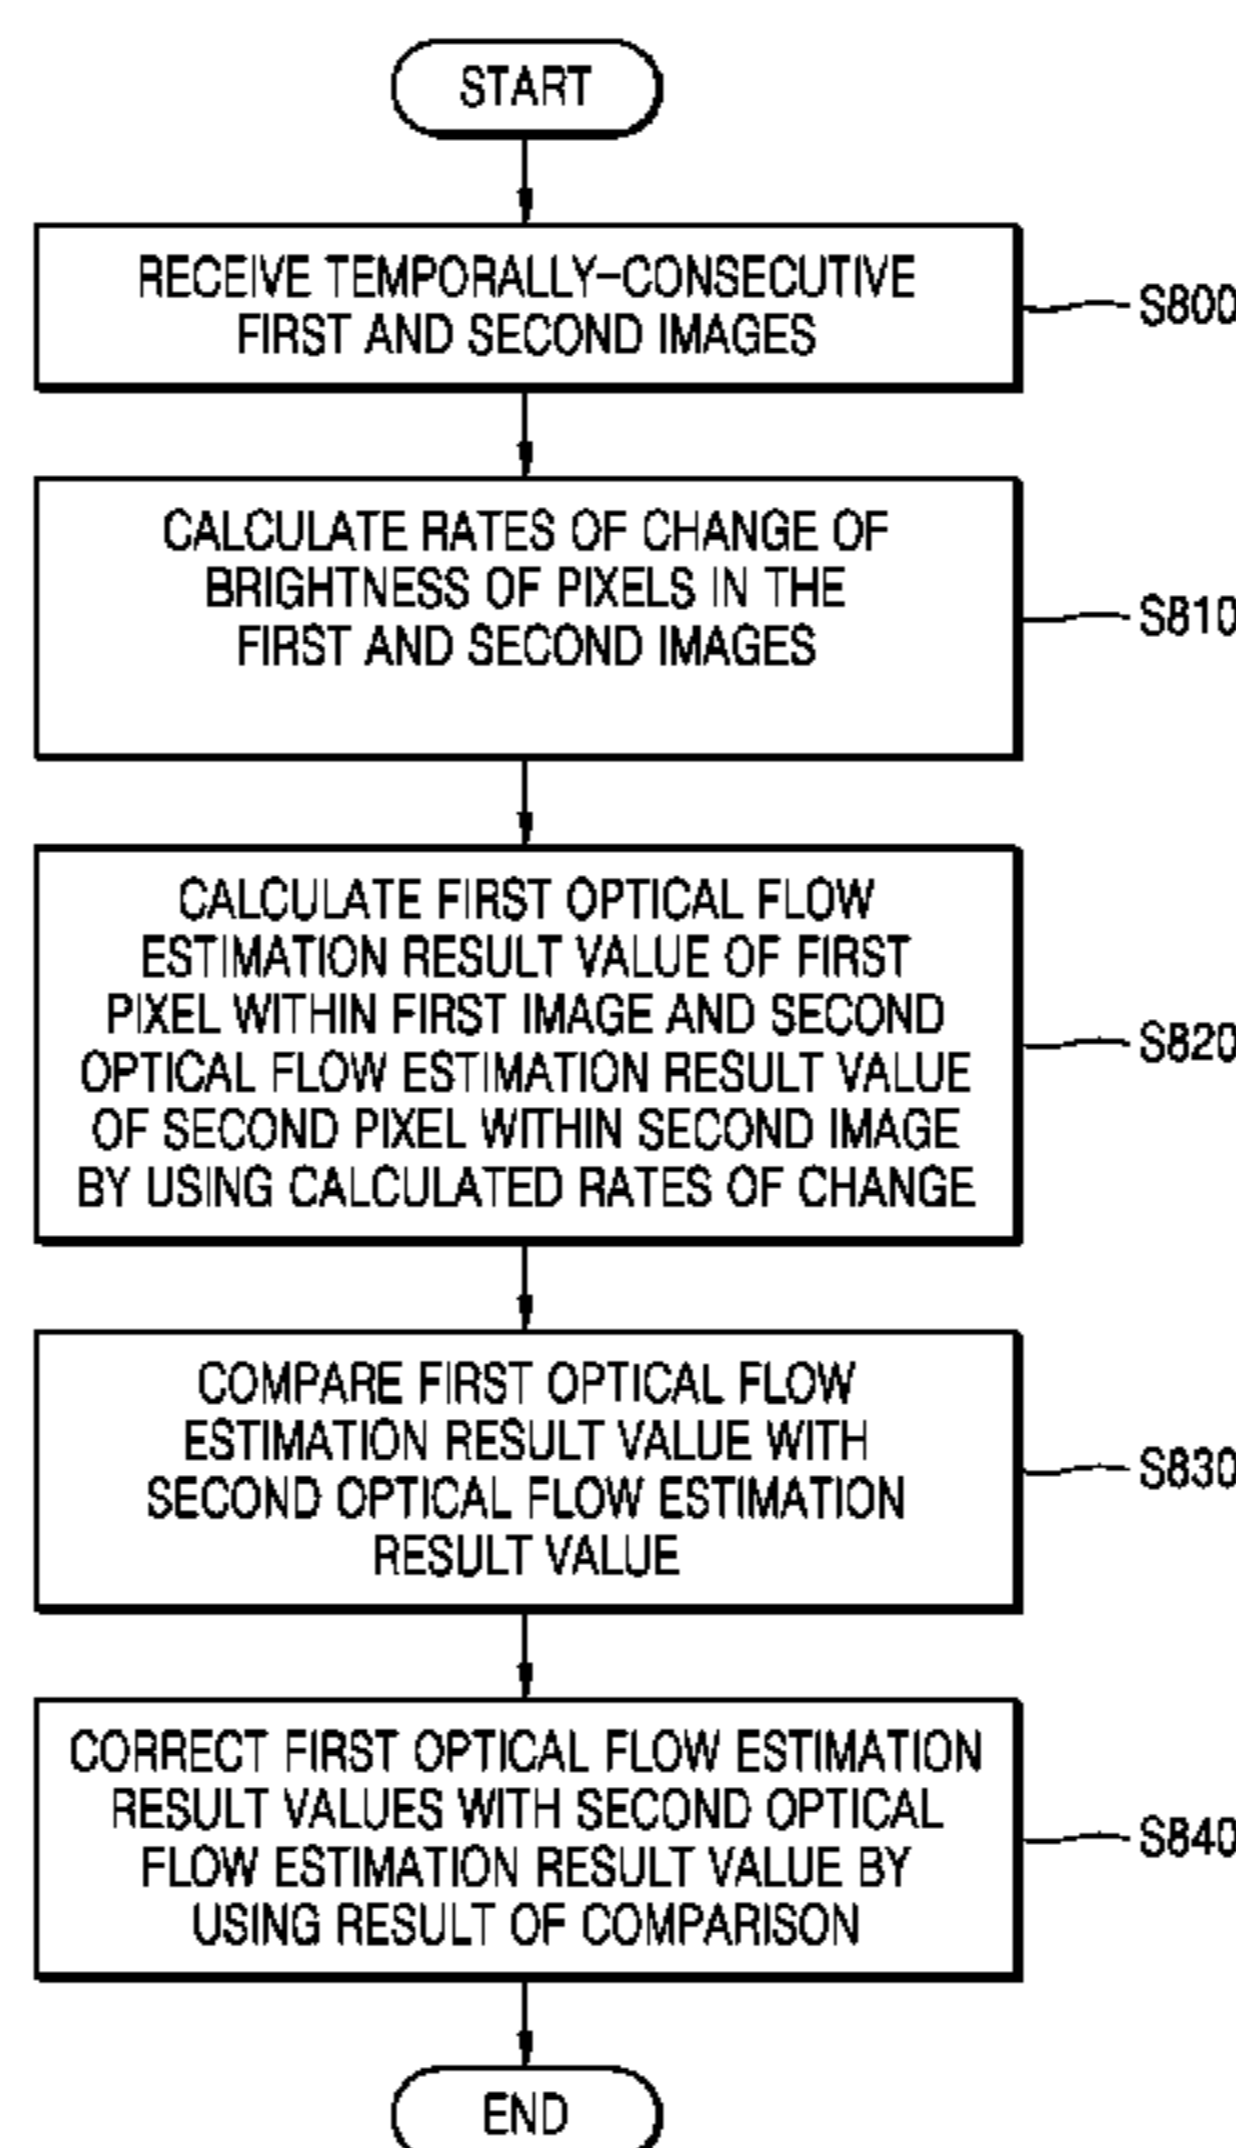 START
RECEIVE TEMPORALLY-CONSECUTIVE
FIRST AND SECOND IMAGES
S800
CALCULATE RATES OF CHANGE OF
BRIGHTNESS OF PIXELS IN THE
FIRST AND SECOND IMAGES
S810
CALCULATE FIRST OPTICAL FLOW
ESTIMATION RESULT VALUE OF FIRST
PIXEL WITHIN FIRST IMAGE AND SECOND
OPTICAL FLOW ESTIMATION RESULT VALUE
OF SECOND PIXEL WITHIN SECOND IMAGE
BY USING CALCULATED RATES OF CHANGE
S820
COMPARE FIRST OPTICAL FLOW
ESTIMATION RESULT VALUE WITH
SECOND OPTICAL FLOW ESTIMATION
RESULT VALUE
S830
CORRECT FIRST OPTICAL FLOW ESTIMATION
RESULT VALUES WITH SECOND OPTICAL
FLOW ESTIMATION RESULT VALUE BY
USING RESULT OF COMPARISON
S840
END